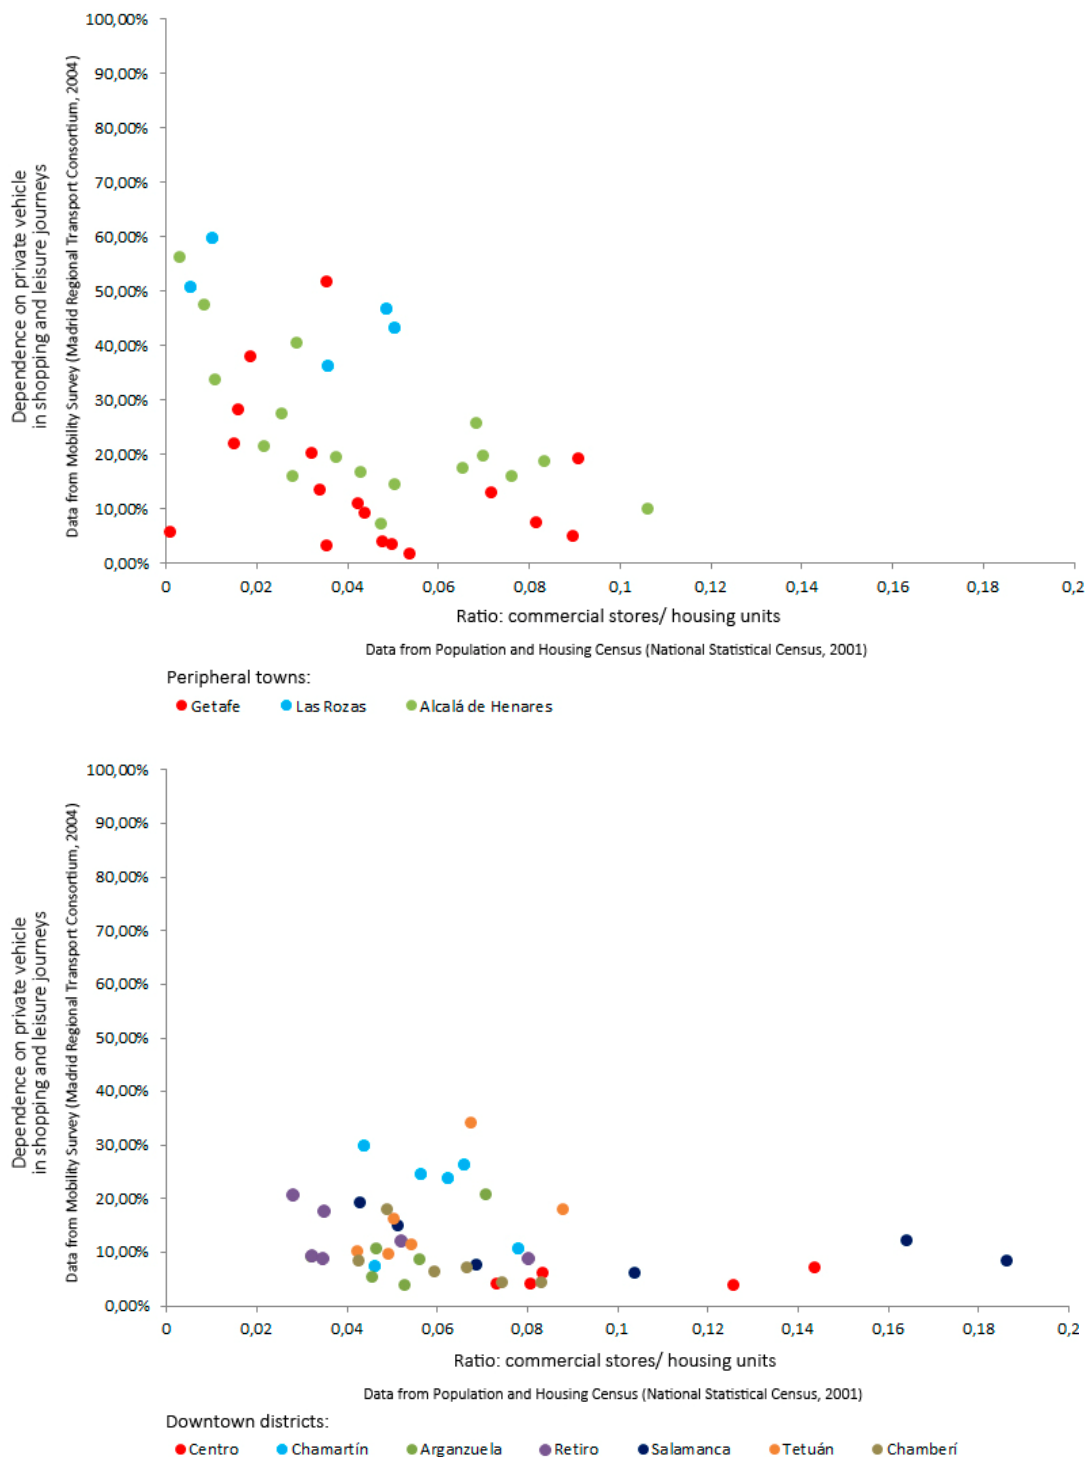 100,00%
90,00%
80,00%
70,00%
60,00%
50,00%
40,00%
30,00%
20,00%
10,00%
0,00%
Dependence on private vehicle
in shopping and leisure journeys
Data from Mobility Survey (Madrid Regional Transport Consortium, 2004)
0 0,02 0,04 0,06 0,08 0,1 0,12 0,14 0,16 0,18 0,2
Ratio: commercial stores/ housing units
Data from Population and Housing Census (National Statistical Census, 2001)
Peripheral towns:
Getafe Las Rozas Alcalá de Henares
100,00%
90,00%
80,00%
70,00%
60,00%
50,00%
40,00%
30,00%
20,00%
10,00%
0,00%
Dependence on private vehicle
in shopping and leisure journeys
Data from Mobility Survey (Madrid Regional Transport Consortium, 2004)
0 0,02 0,04 0,06 0,08 0,1 0,12 0,14 0,16 0,18 0,2
Ratio: commercial stores/ housing units
Data from Population and Housing Census (National Statistical Census, 2001)
Downtown districts:
Centro Chamartín Arganzuela Retiro Salamanca Tetuán Chamberí